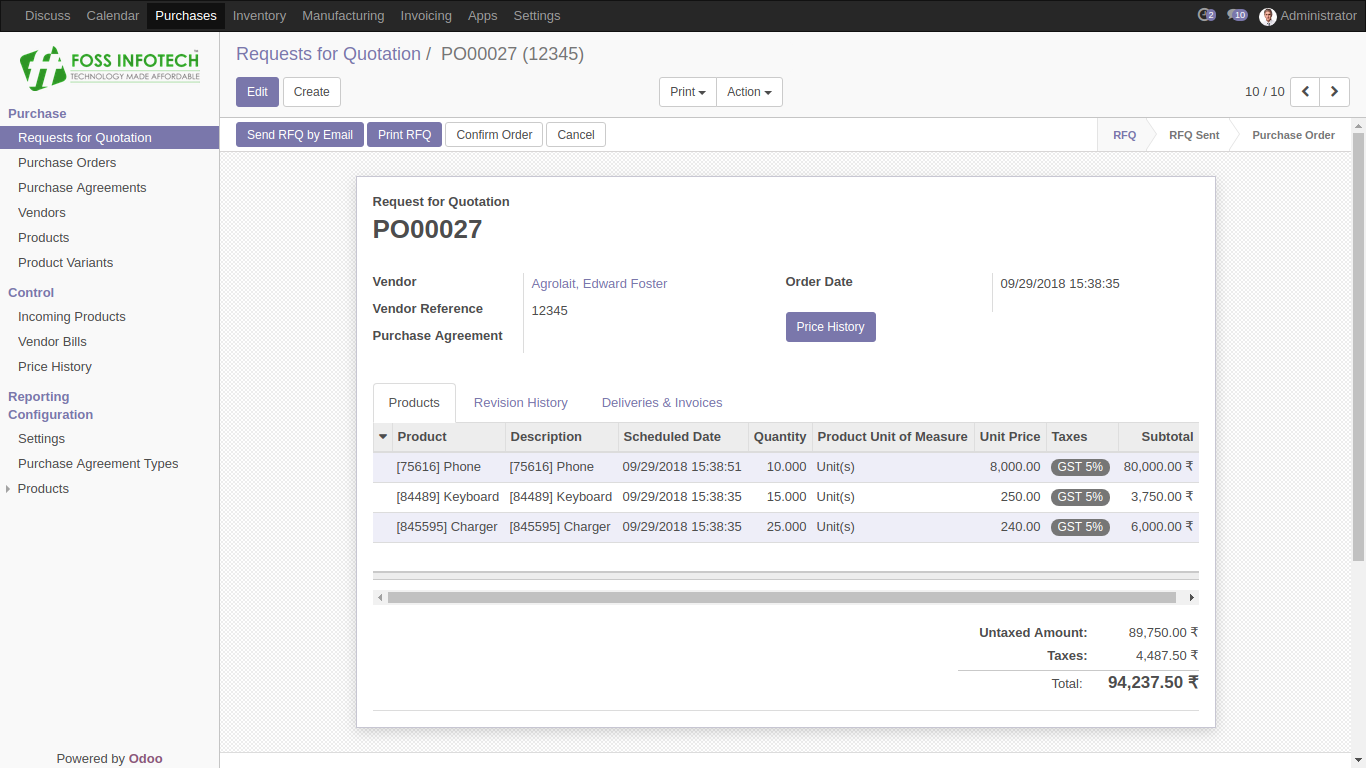 Discuss Calendar Purchases Inventory Manufacturing Invoicing Apps Settings 2 10 Administrator
FOSS INFOTECH
TECHNOLOGY MADE AFFORDABLE
Requests for Quotation / PO00027 (12345)
Edit Create Print Action 10 / 10
Send RFQ by Email Print RFQ Confirm Order Cancel RFQ RFQ Sent Purchase Order
Purchase
Requests for Quotation
Purchase Orders
Purchase Agreements
Vendors
Products
Product Variants
Control
Incoming Products
Vendor Bills
Price History
Reporting
Configuration
Settings
Purchase Agreement Types
Products
Powered by Odoo
Request for Quotation
PO00027
Vendor Agrolait, Edward Foster Order Date 09/29/2018 15:38:35
Vendor Reference 12345
Price History
Purchase Agreement
Products Revision History Deliveries & Invoices
Product Description Scheduled Date Quantity Product Unit of Measure Unit Price Taxes Subtotal
[75616] Phone [75616] Phone 09/29/2018 15:38:51 10.000 Unit(s) 8,000.00 GST 5% 80,000.00 ₹
[84489] Keyboard [84489] Keyboard 09/29/2018 15:38:35 15.000 Unit(s) 250.00 GST 5% 3,750.00 ₹
[845595] Charger [845595] Charger 09/29/2018 15:38:35 25.000 Unit(s) 240.00 GST 5% 6,000.00 ₹
Untaxed Amount: 89,750.00 ₹
Taxes: 4,487.50 ₹
Total: 94,237.50 ₹